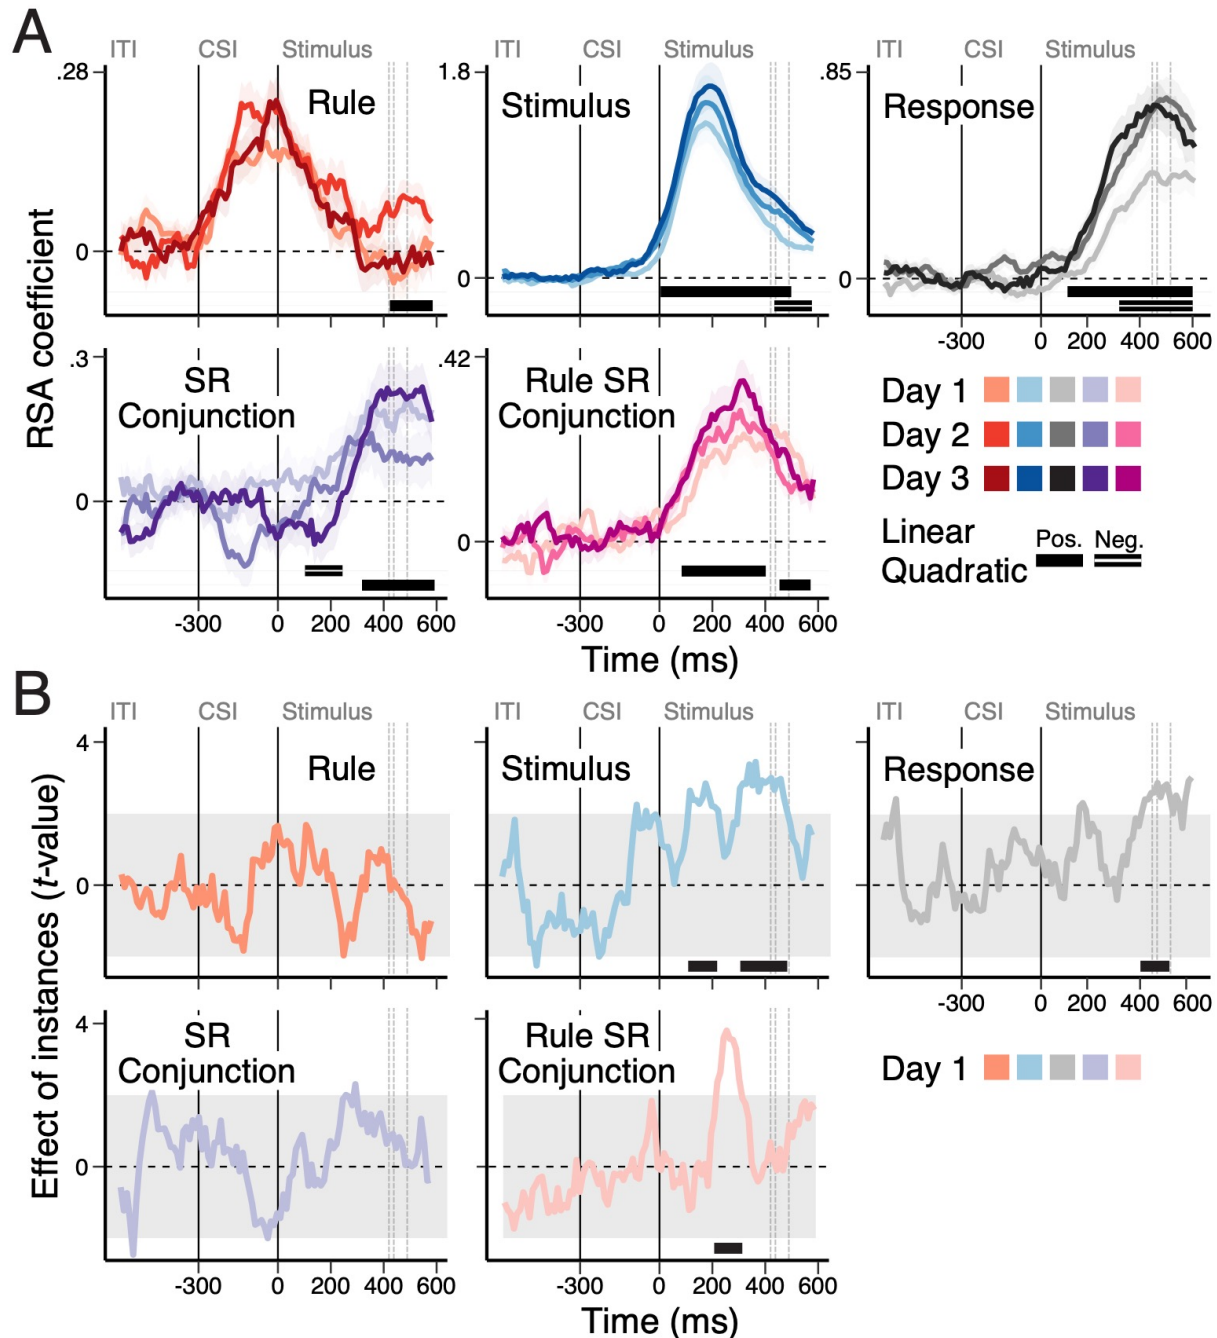 A
ITI CSI Stimulus ITI CSI Stimulus ITI CSI Stimulus
.28 Rule 1.8 Stimulus .85 Response
0 0 0
-300 0 200 400 600
RSA coefficient
.3 SR Conjunction .42 Rule SR Conjunction
0 0
Day 1
Day 2
Day 3
Linear Pos. Neg.
Quadratic
-300 0 200 400 600 -300 0 200 400 600
Time (ms)
B
ITI CSI Stimulus ITI CSI Stimulus ITI CSI Stimulus
4 Rule Stimulus Response
0
-300 0 200 400 600
Effect of instances (t-value)
4 SR Conjunction Rule SR Conjunction
0
Day 1
-300 0 200 400 600 -300 0 200 400 600
Time (ms)